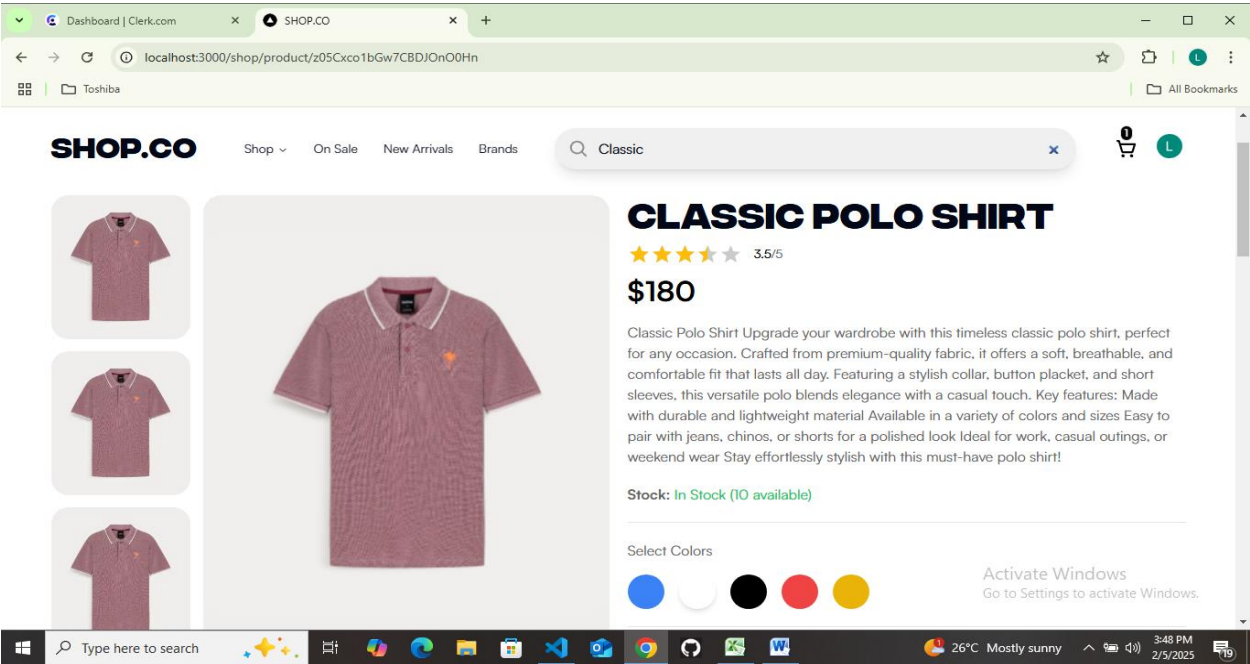 Dashboard | Clerk.com
SHOP.CO
localhost:3000/shop/product/z05Cxco1bGw7CBDJOnO0Hn
L
Toshiba
All Bookmarks
SHOP.CO
Shop
On Sale
New Arrivals
Brands
Classic
1
L
CLASSIC POLO SHIRT
3.5/5
$180
Classic Polo Shirt Upgrade your wardrobe with this timeless classic polo shirt, perfect
for any occasion. Crafted from premium-quality fabric, it offers a soft, breathable, and
comfortable fit that lasts all day. Featuring a stylish collar, button placket, and short
sleeves, this versatile polo blends elegance with a casual touch. Key features: Made
with durable and lightweight material Available in a variety of colors and sizes Easy to
pair with jeans, chinos, or shorts for a polished look Ideal for work, casual outings, or
weekend wear Stay effortlessly stylish with this must-have polo shirt!
Stock: In Stock (10 available)
Select Colors
Activate Windows
Go to Settings to activate Windows.
Type here to search
1
26°C Mostly sunny
3:48 PM
2/5/2025
19